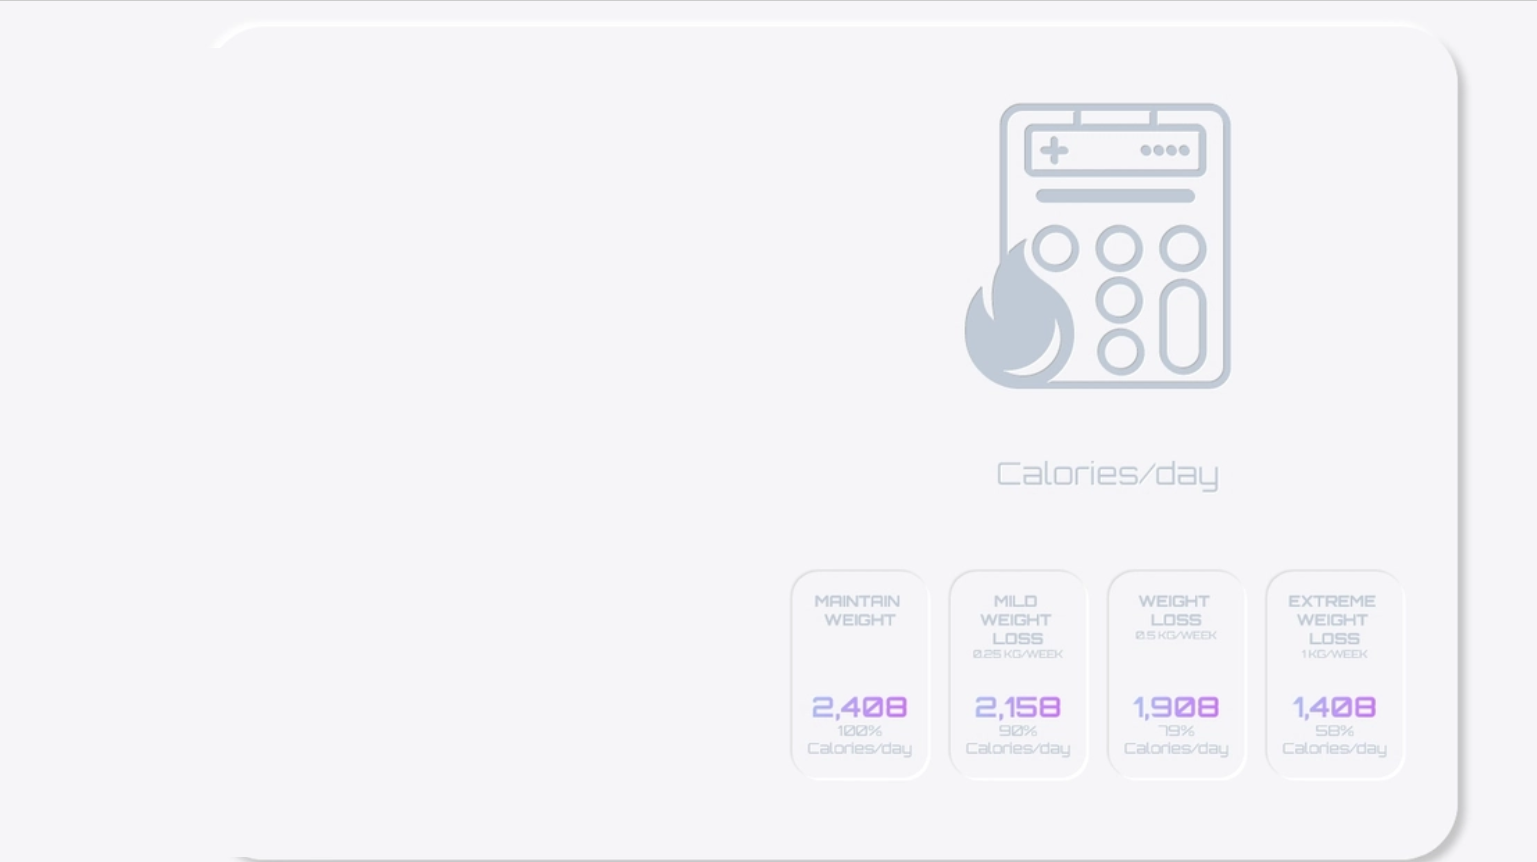 Calories/day
MAINTAIN
WEIGHT
2,408
100%
Calories/day
MILD
WEIGHT
LOSS
0.25 KG/WEEK
2,158
90%
Calories/day
WEIGHT
LOSS
0.5 KG/WEEK
1,908
79%
Calories/day
EXTREME
WEIGHT
LOSS
1 KG/WEEK
1,408
58%
Calories/day